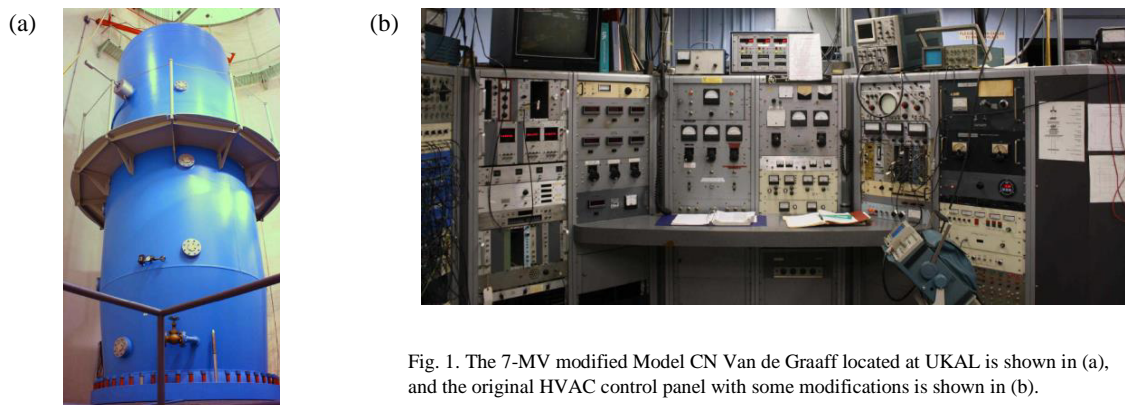 (a)
(b)
Fig. 1. The 7-MV modified Model CN Van de Graaff located at UKAL is shown in (a),
and the original HVAC control panel with some modifications is shown in (b).